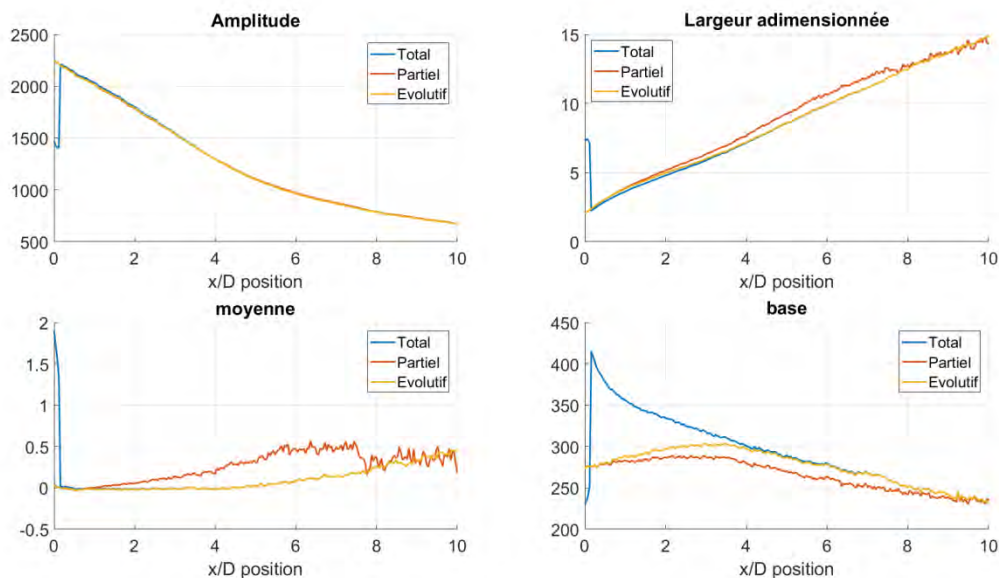 Amplitude
2500
2000
1500
1000
500
0 2 4 6 8 10
x/D position
Total
Partiel
Evolutif
Largeur adimensionnée
15
10
5
0
0 2 4 6 8 10
x/D position
Total
Partiel
Evolutif
moyenne
2
1.5
1
0.5
0
-0.5
0 2 4 6 8 10
x/D position
Total
Partiel
Evolutif
base
450
400
350
300
250
200
0 2 4 6 8 10
x/D position
Total
Partiel
Evolutif